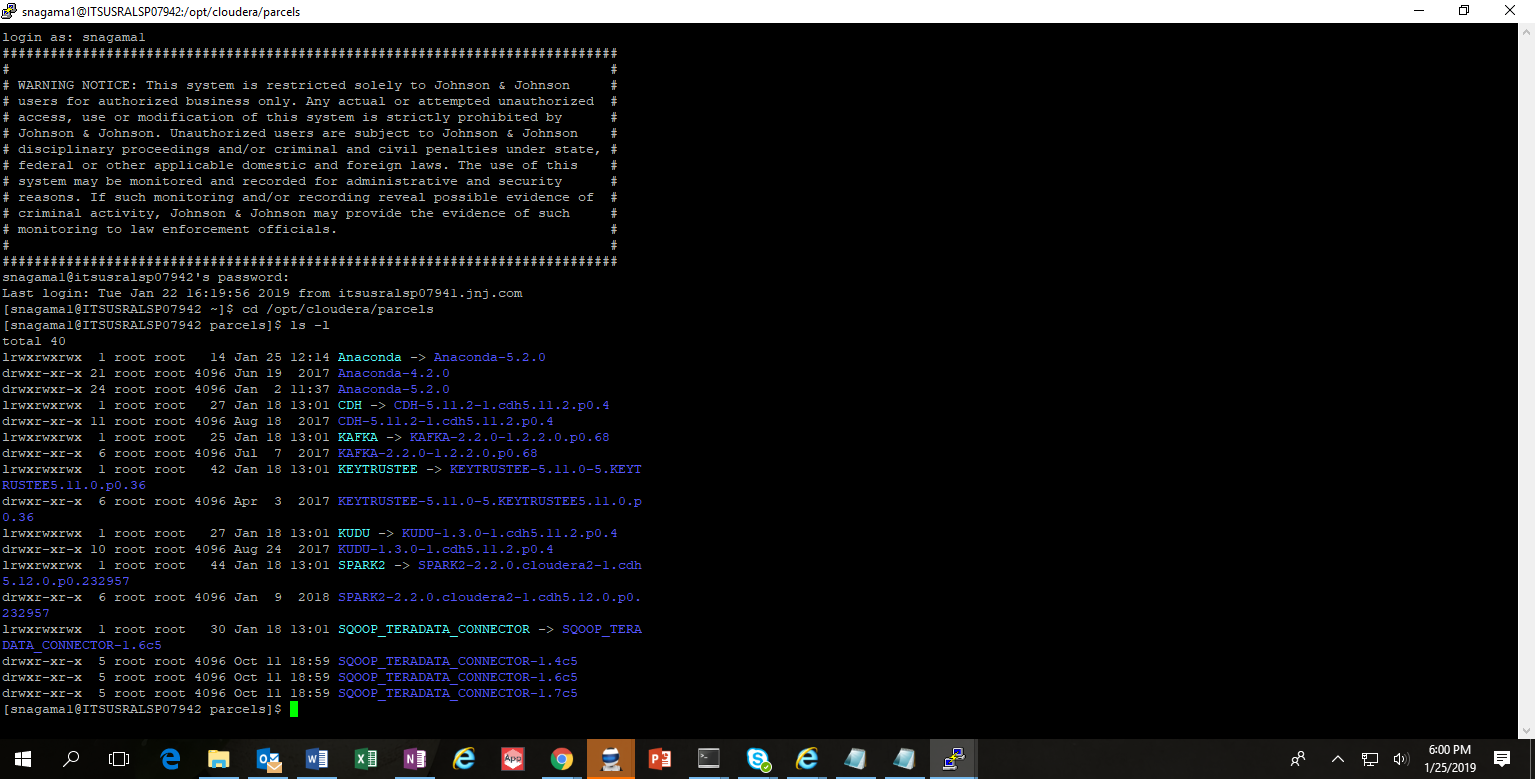 snagama1@ITSUSRALSP07942:/opt/cloudera/parcels
login as: snagama1
#############################################################################
#                                                                           #
# WARNING NOTICE: This system is restricted solely to Johnson & Johnson     #
# users for authorized business only. Any actual or attempted unauthorized  #
# access, use or modification of this system is strictly prohibited by      #
# Johnson & Johnson. Unauthorized users are subject to Johnson & Johnson    #
# disciplinary proceedings and/or criminal and civil penalties under state, #
# federal or other applicable domestic and foreign laws. The use of this    #
# system may be monitored and recorded for administrative and security      #
# reasons. If such monitoring and/or recording reveal possible evidence of  #
# criminal activity, Johnson & Johnson may provide the evidence of such     #
# monitoring to law enforcement officials.                                  #
#                                                                           #
#############################################################################
snagama1@itsusralsp07942's password:
Last login: Tue Jan 22 16:19:56 2019 from itsusralsp07941.jnj.com
[snagama1@ITSUSRALSP07942 ~]$ cd /opt/cloudera/parcels
[snagama1@ITSUSRALSP07942 parcels]$ ls -l
total 40
lrwxrwxrwx  1 root root   14 Jan 25 12:14 Anaconda -> Anaconda-5.2.0
drwxr-xr-x 21 root root 4096 Jun 19  2017 Anaconda-4.2.0
drwxrwxr-x 24 root root 4096 Jan  2 11:37 Anaconda-5.2.0
lrwxrwxrwx  1 root root   27 Jan 18 13:01 CDH -> CDH-5.11.2-1.cdh5.11.2.p0.4
drwxr-xr-x 11 root root 4096 Aug 18  2017 CDH-5.11.2-1.cdh5.11.2.p0.4
lrwxrwxrwx  1 root root   25 Jan 18 13:01 KAFKA -> KAFKA-2.2.0-1.2.2.0.p0.68
drwxr-xr-x  6 root root 4096 Jul  7  2017 KAFKA-2.2.0-1.2.2.0.p0.68
lrwxrwxrwx  1 root root   42 Jan 18 13:01 KEYTRUSTEE -> KEYTRUSTEE-5.11.0-5.KEYT
RUSTEE5.11.0.p0.36
drwxr-xr-x  6 root root 4096 Apr  3  2017 KEYTRUSTEE-5.11.0-5.KEYTRUSTEE5.11.0.p
0.36
lrwxrwxrwx  1 root root   27 Jan 18 13:01 KUDU -> KUDU-1.3.0-1.cdh5.11.2.p0.4
drwxr-xr-x 10 root root 4096 Aug 24  2017 KUDU-1.3.0-1.cdh5.11.2.p0.4
lrwxrwxrwx  1 root root   44 Jan 18 13:01 SPARK2 -> SPARK2-2.2.0.cloudera2-1.cdh
5.12.0.p0.232957
drwxr-xr-x  6 root root 4096 Jan  9  2018 SPARK2-2.2.0.cloudera2-1.cdh5.12.0.p0.
232957
lrwxrwxrwx  1 root root   30 Jan 18 13:01 SQOOP_TERADATA_CONNECTOR -> SQOOP_TERA
DATA_CONNECTOR-1.6c5
drwxr-xr-x  5 root root 4096 Oct 11 18:59 SQOOP_TERADATA_CONNECTOR-1.4c5
drwxr-xr-x  5 root root 4096 Oct 11 18:59 SQOOP_TERADATA_CONNECTOR-1.6c5
drwxr-xr-x  5 root root 4096 Oct 11 18:59 SQOOP_TERADATA_CONNECTOR-1.7c5
[snagama1@ITSUSRALSP07942 parcels]$
6:00 PM
1/25/2019